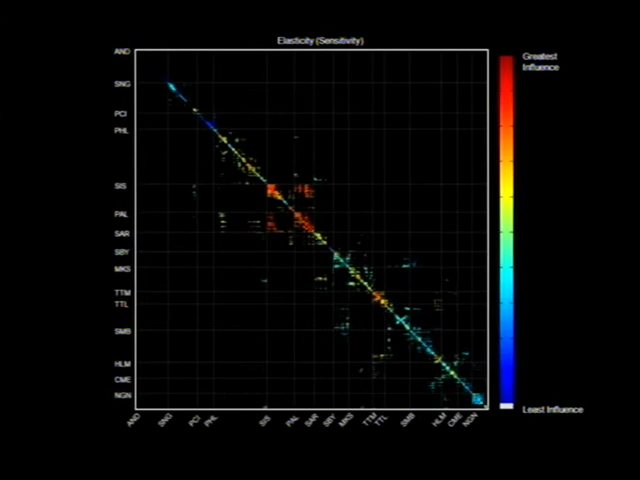 Elasticity (Sensitivity)
AND
SNG
PCI
PHL
SIS
PAL
SAR
SBY
MKS
TTM
TTL
SMB
HLM
CME
NGN
AND
SNG
PCI
PHL
SIS
PAL
SAR
SBY
MKS
TTM
TTL
SMB
HLM
CME
NGN
Greatest
Influence
Least Influence